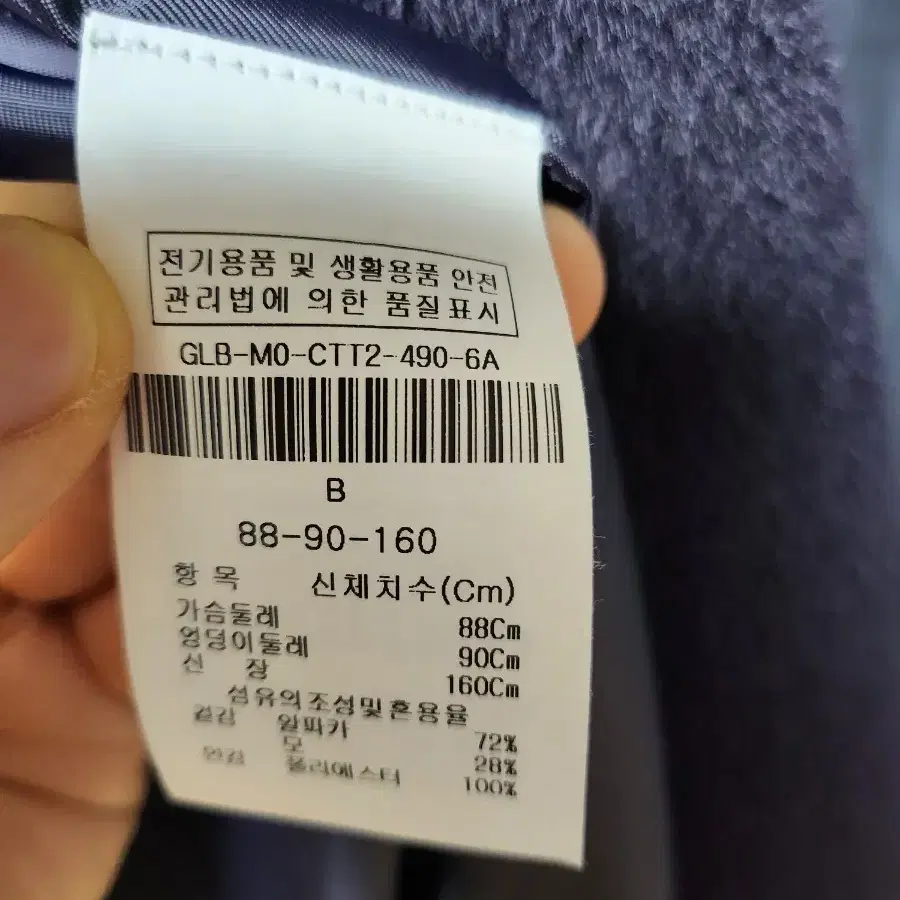 전기용품 및 생활용품 안전
관리법에 의한 품질표시
GLB-M0-CTT2-490-6A
B
88-90-160
항 목 신체치수(Cm)
가슴둘레 88Cm
엉덩이둘레 90Cm
신 장 160Cm
섬유의조성및혼용율
겉감 알파카 72%
모 28%
안감 폴리에스터 100%